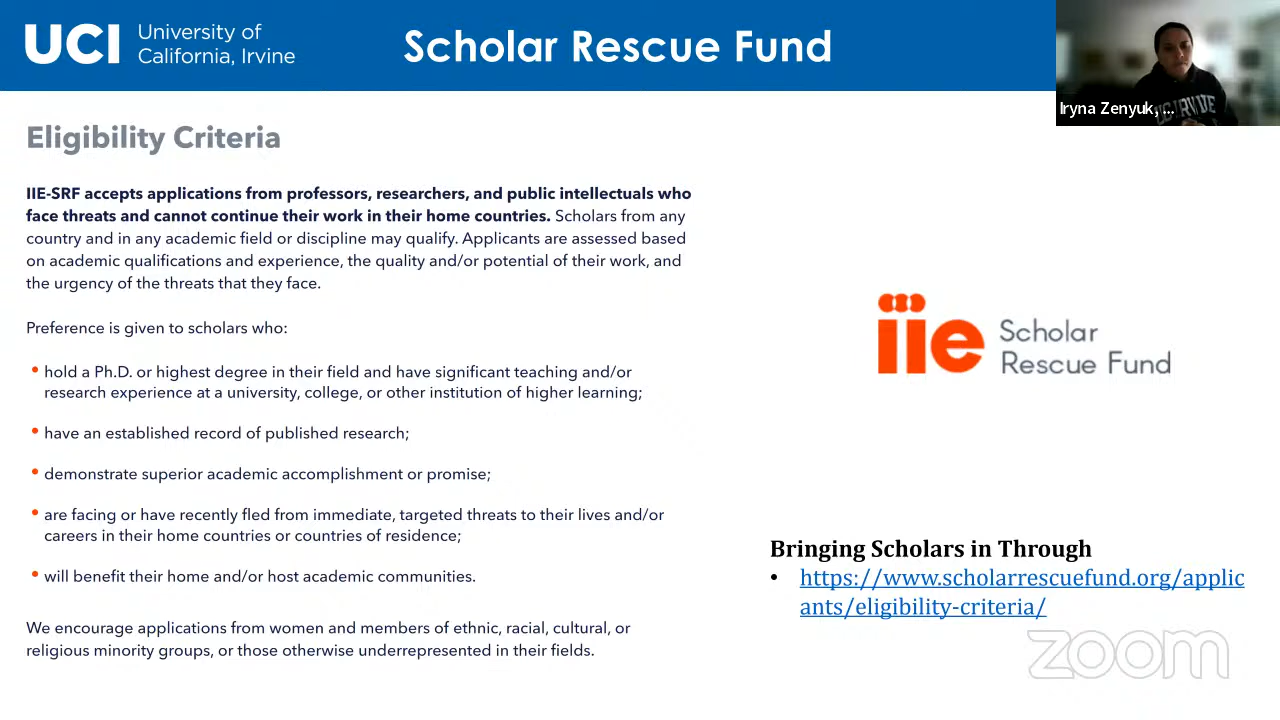 UCI University of
California, Irvine
Scholar Rescue Fund
Iryna Zenyuk, ...
UC IRVINE
Eligibility Criteria
IIE-SRF accepts applications from professors, researchers, and public intellectuals who
face threats and cannot continue their work in their home countries. Scholars from any
country and in any academic field or discipline may qualify. Applicants are assessed based
on academic qualifications and experience, the quality and/or potential of their work, and
the urgency of the threats that they face.
Preference is given to scholars who:
• hold a Ph.D. or highest degree in their field and have significant teaching and/or
research experience at a university, college, or other institution of higher learning;
• have an established record of published research;
• demonstrate superior academic accomplishment or promise;
• are facing or have recently fled from immediate, targeted threats to their lives and/or
careers in their home countries or countries of residence;
• will benefit their home and/or host academic communities.
We encourage applications from women and members of ethnic, racial, cultural, or
religious minority groups, or those otherwise underrepresented in their fields.
iie Scholar
Rescue Fund
Bringing Scholars in Through
• https://www.scholarrescuefund.org/applic
ants/eligibility-criteria/
zoom